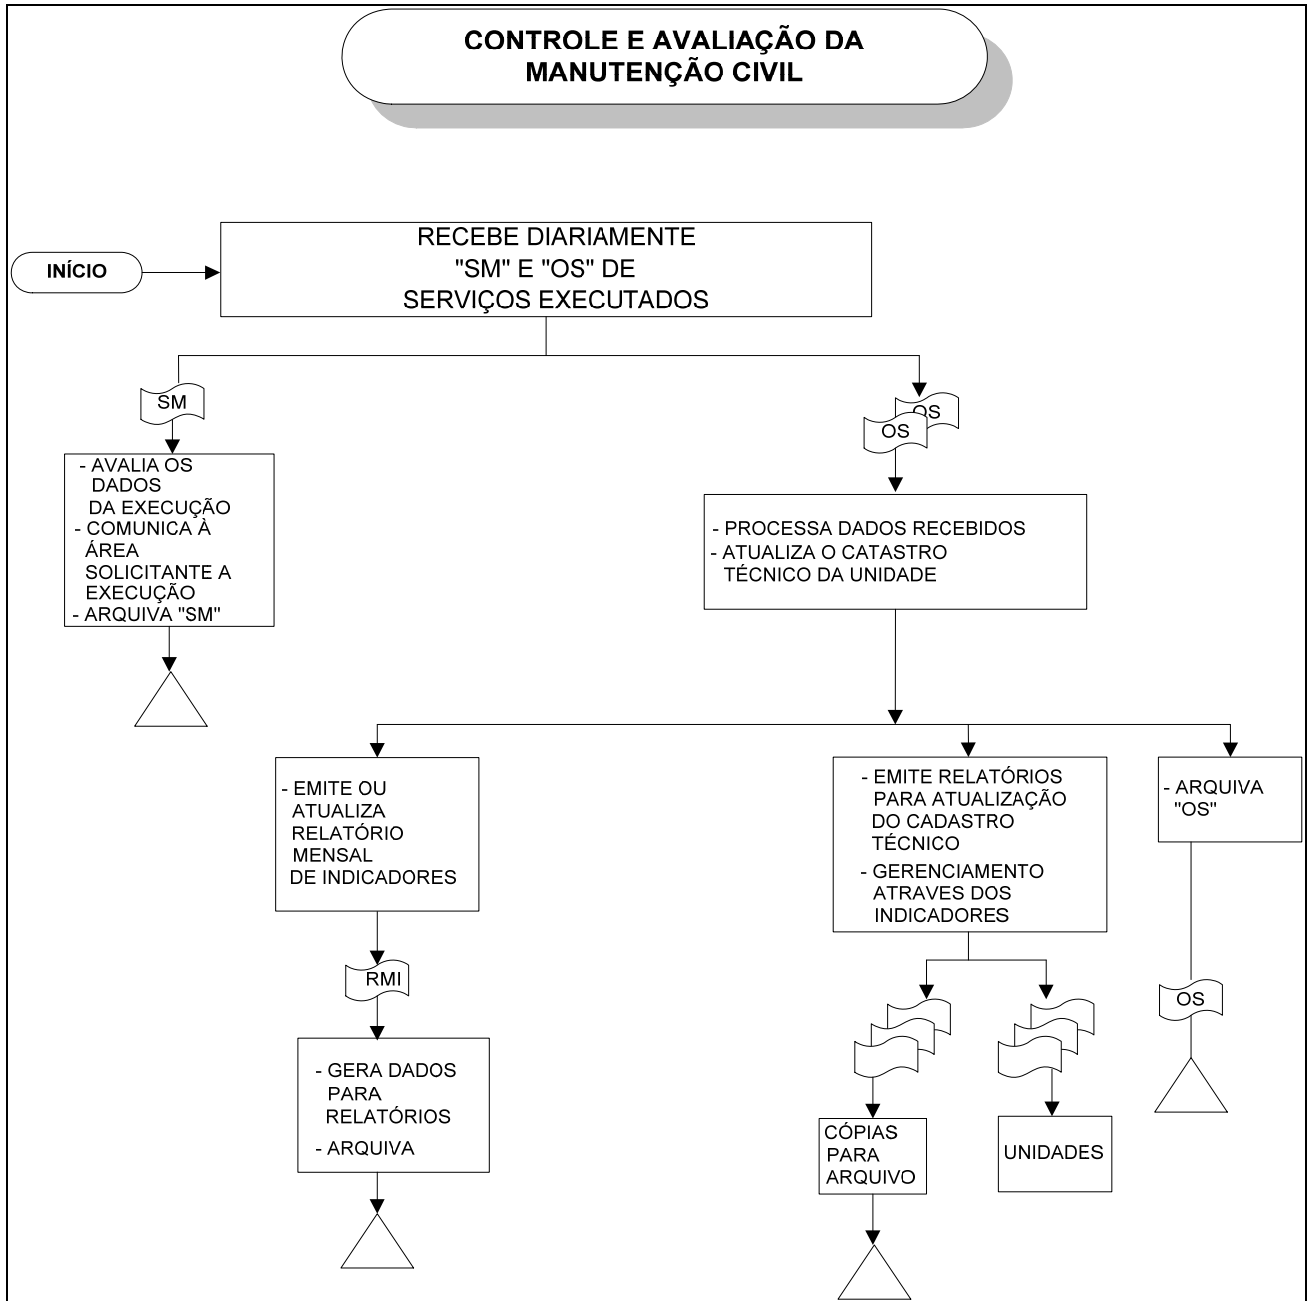 CONTROLE E AVALIAÇÃO DA
MANUTENÇÃO CIVIL
INÍCIO
RECEBE DIARIAMENTE
"SM" E "OS" DE
SERVIÇOS EXECUTADOS
SM
- AVALIA OS
DADOS
DA EXECUÇÃO
- COMUNICA À
ÁREA
SOLICITANTE A
EXECUÇÃO
- ARQUIVA "SM"
OS
OS
- PROCESSA DADOS RECEBIDOS
- ATUALIZA O CATASTRO
TÉCNICO DA UNIDADE
- EMITE OU
ATUALIZA
RELATÓRIO
MENSAL
DE INDICADORES
RMI
- GERA DADOS
PARA
RELATÓRIOS
- ARQUIVA
- EMITE RELATÓRIOS
PARA ATUALIZAÇÃO
DO CADASTRO
TÉCNICO
- GERENCIAMENTO
ATRAVES DOS
INDICADORES
CÓPIAS
PARA
ARQUIVO
UNIDADES
- ARQUIVA
"OS"
OS